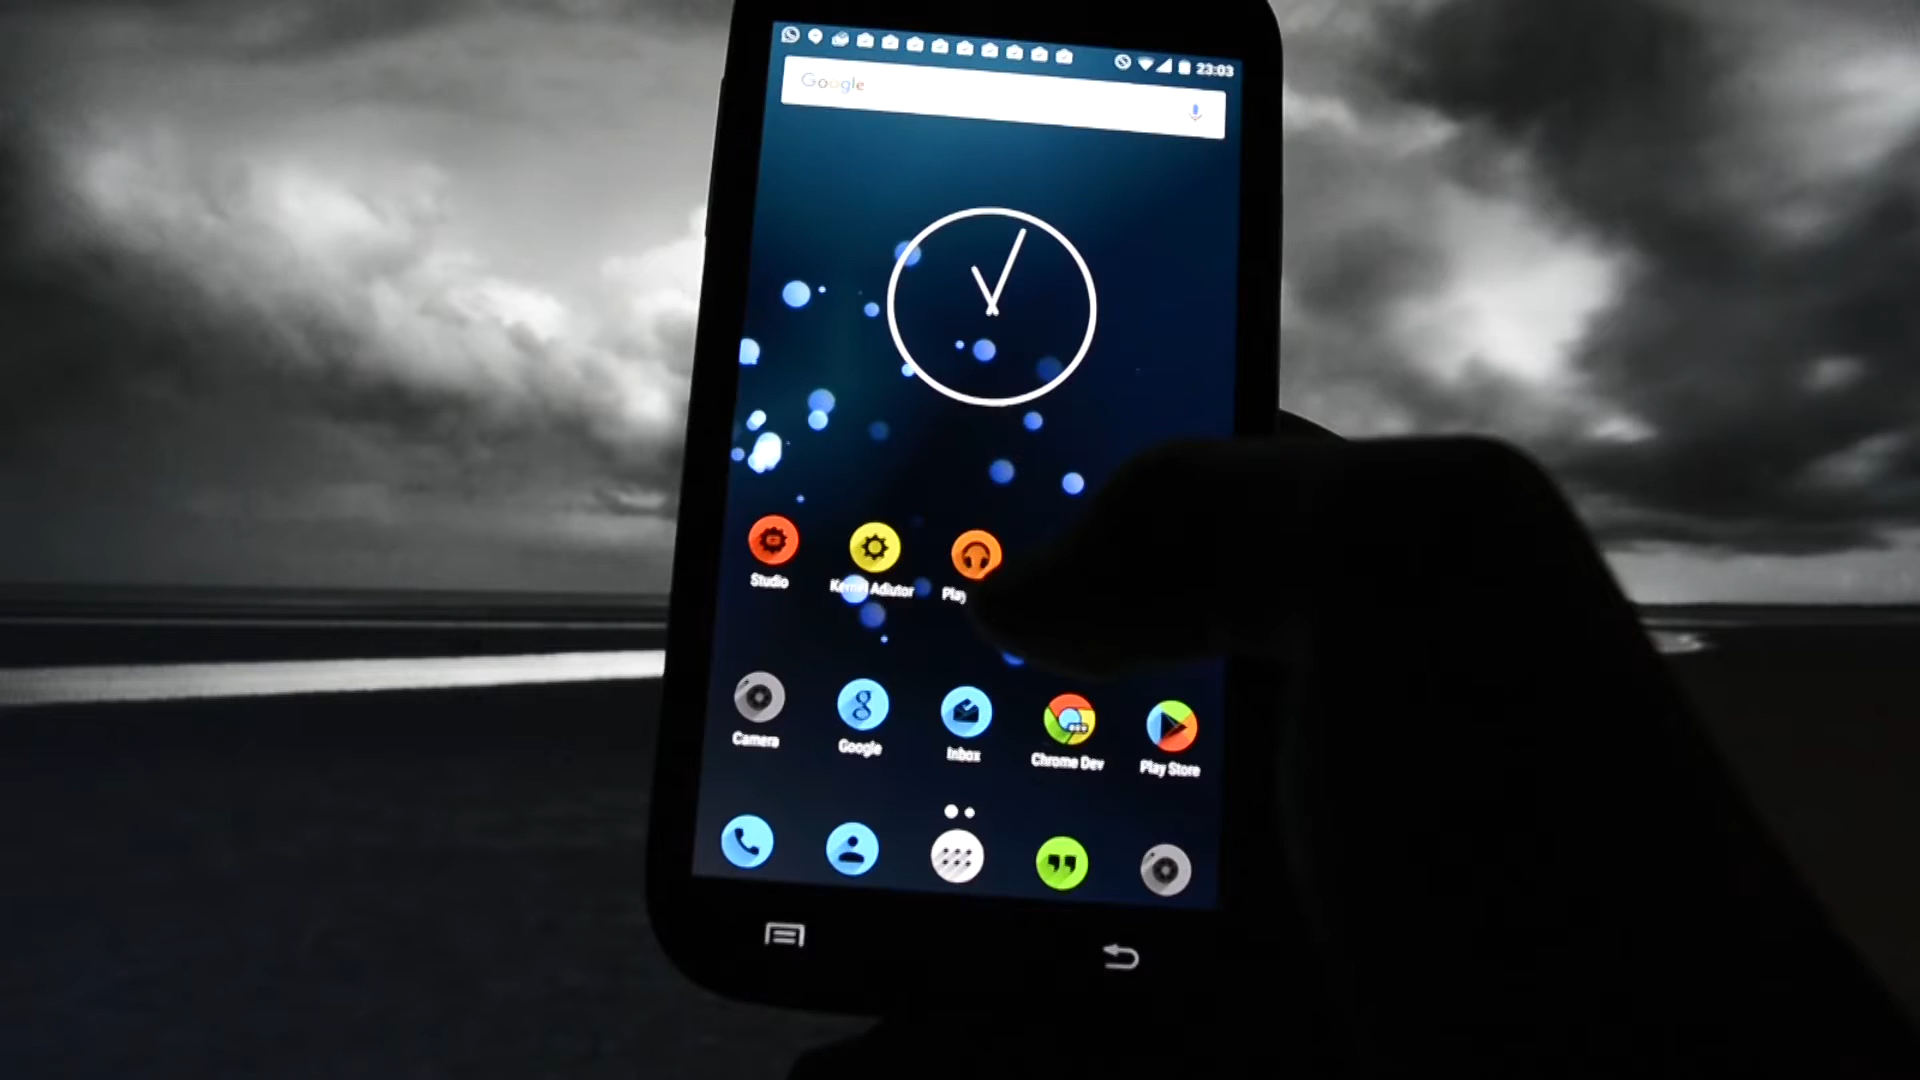 23:03
Google
Studio
Kernel Adiutor
Play
Camera
Google
Inbox
Chrome Dev
Play Store